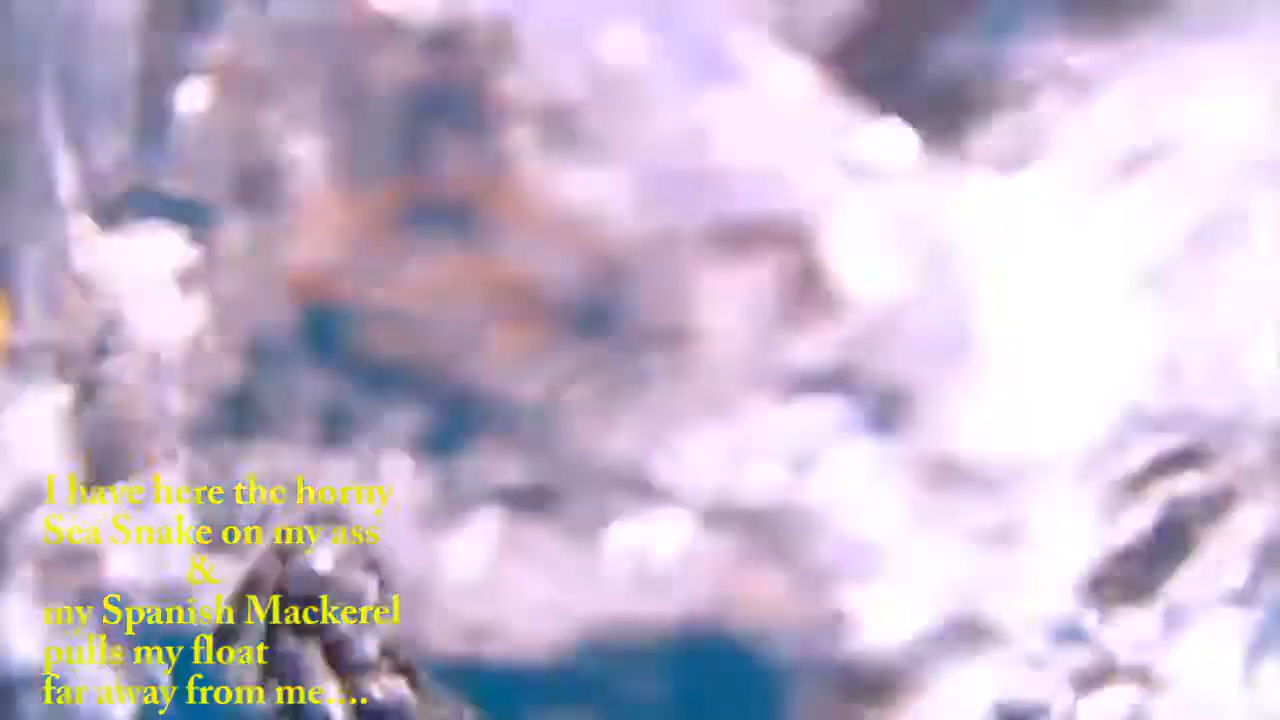 I have here the horny,
Sea Snake on my ass
&
my Spanish Mackerel
pulls my float
far away from me....